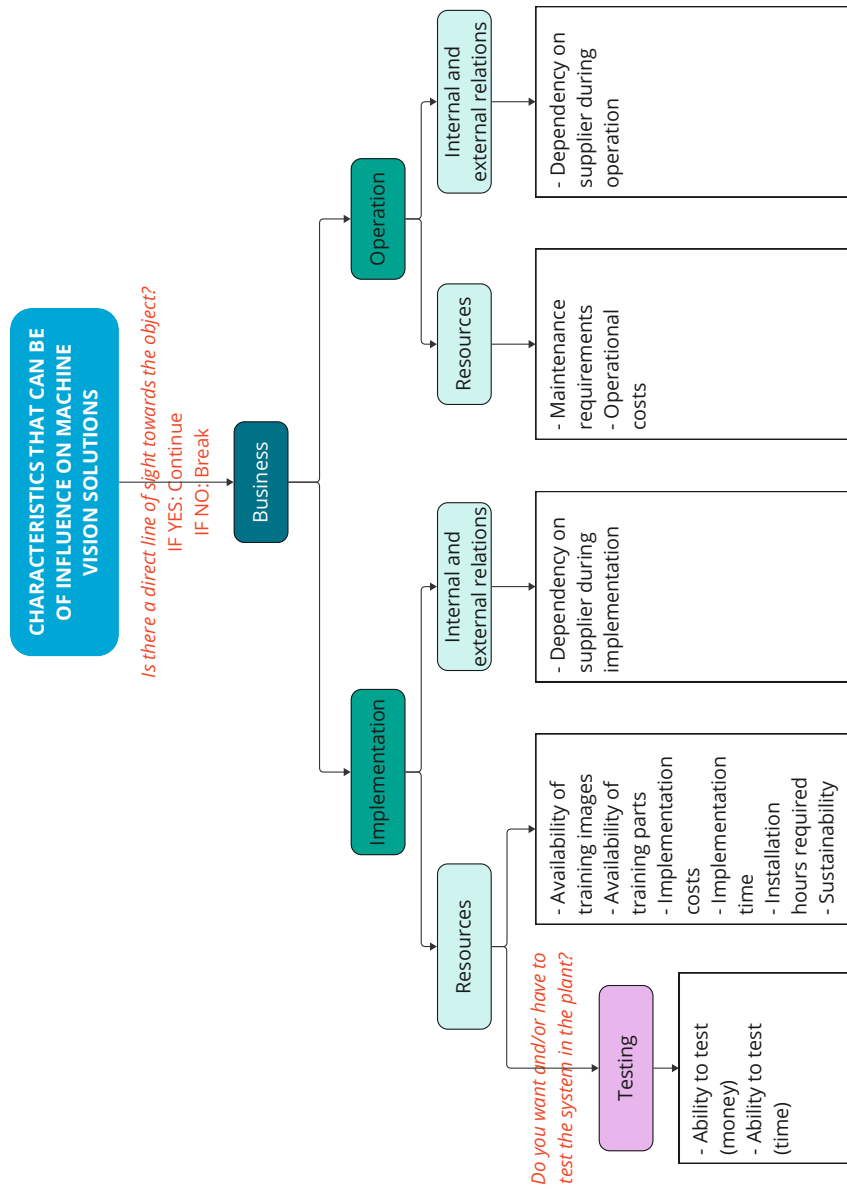 CHARACTERISTICS THAT CAN BE
OF INFLUENCE ON MACHINE
VISION SOLUTIONS
Is there a direct line of sight towards the object?
IF YES: Continue
IF NO: Break
Business
Implementation
Operation
Resources
Internal and
external relations
Resources
Internal and
external relations
Do you want and/or have to
test the system in the plant?
- Availability of
training images
- Availability of
training parts
- Implementation
costs
- Implementation
time
- Installation
hours required
- Sustainability
- Dependency on
supplier during
implementation
- Maintenance
requirements
- Operational
costs
- Dependency on
supplier during
operation
Testing
- Ability to test
(money)
- Ability to test
(time)